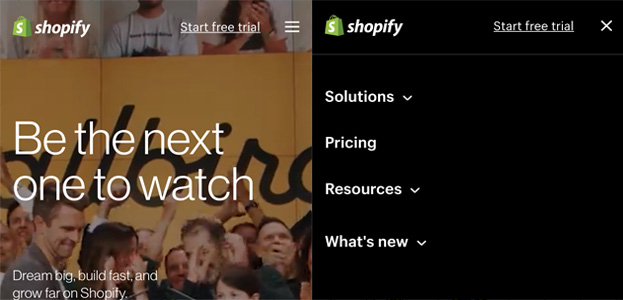 shopify
Start free trial
Be the next
one to watch
Dream big, build fast, and
grow far on Shopify.
shopify
Start free trial
Solutions
Pricing
Resources
What's new